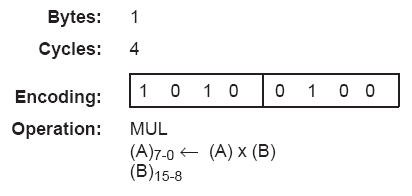 Bytes: 1
Cycles: 4
Encoding: 1 0 1 0 0 1 0 0
Operation: MUL
(A)7-0 ← (A) x (B)
(B)15-8